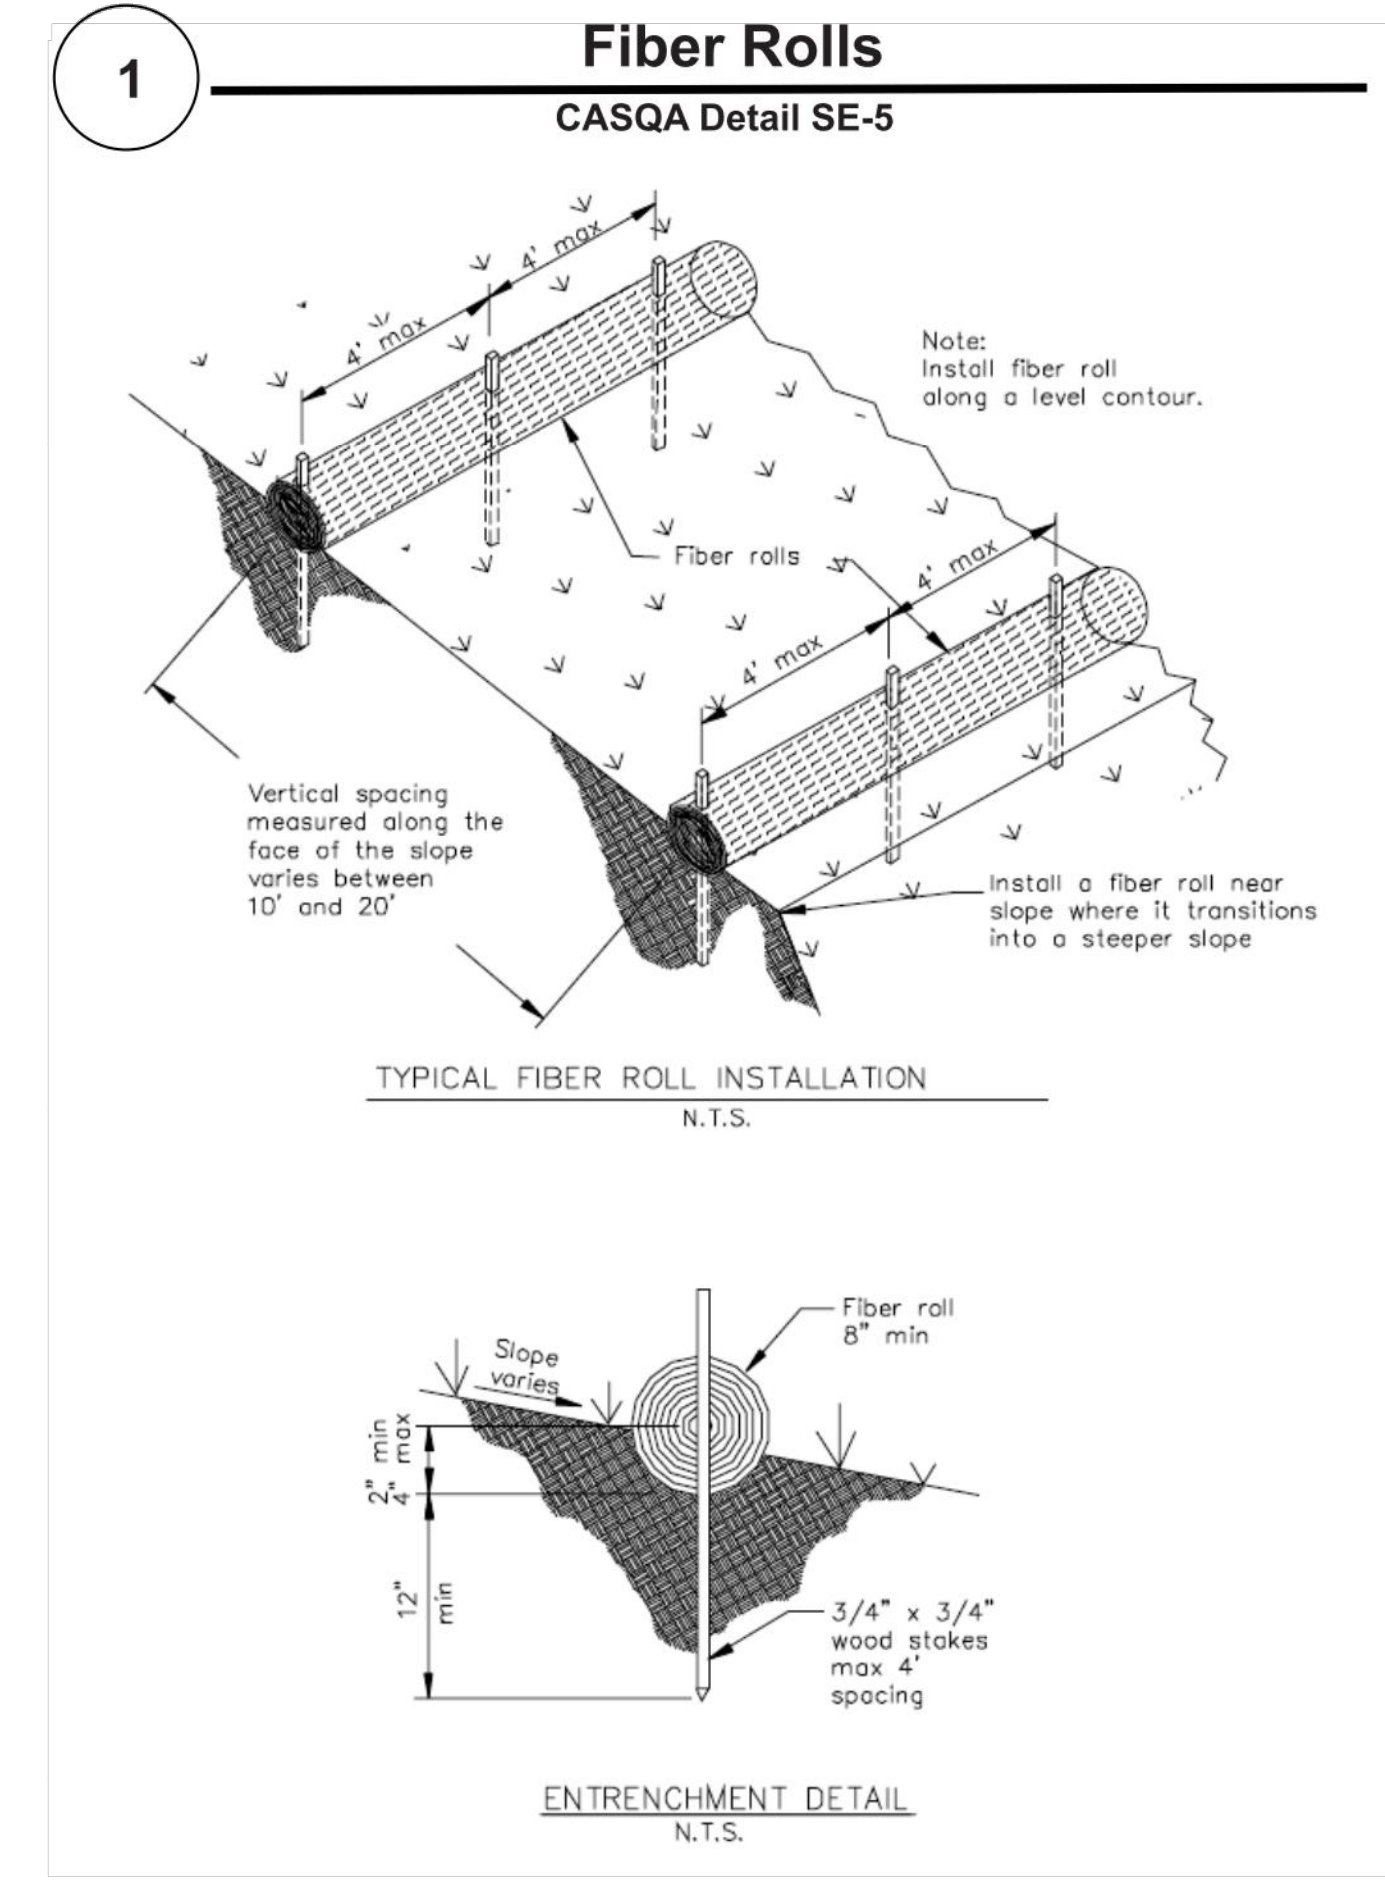 1
Fiber Rolls
CASQA Detail SE-5
4' max
4' max
Note:
Install fiber roll
along a level contour.
Fiber rolls
4' max
4' max
Vertical spacing
measured along the
face of the slope
varies between
10' and 20'
Install a fiber roll near
slope where it transitions
into a steeper slope
TYPICAL FIBER ROLL INSTALLATION
N.T.S.
Fiber roll
8" min
Slope
varies
2" min
4" max
12"
min
3/4" x 3/4"
wood stakes
max 4'
spacing
ENTRENCHMENT DETAIL
N.T.S.